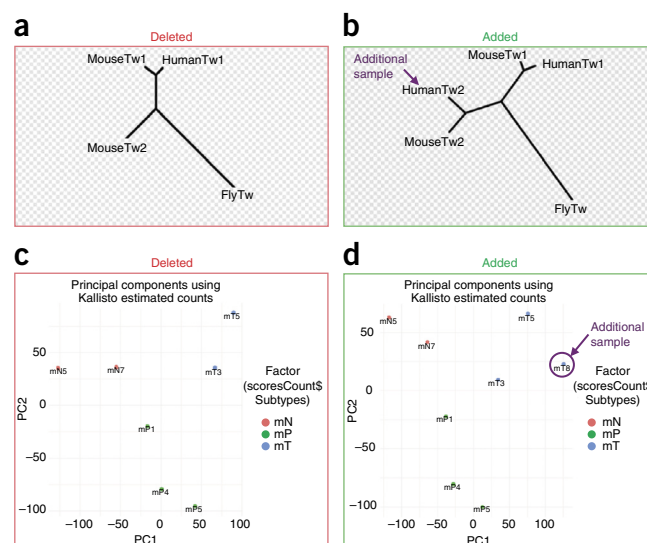 a
Deleted
MouseTw1
HumanTw1
MouseTw2
FlyTw
b
Added
Additional
sample
MouseTw1
HumanTw1
HumanTw2
MouseTw2
FlyTw
c
Deleted
Principal components using
Kallisto estimated counts
mT5
mN5
mN7
mT3
mP1
mP4
mP5
50
0
−50
−100
PC2
−100
−50
0
50
100
PC1
Factor
(scoresCount$
Subtypes)
mN
mP
mT
d
Added
Principal components using
Kallisto estimated counts
mN5
mT5
mN7
mT8
mT3
mP1
mP4
mP5
Additional
sample
50
0
−50
−100
PC2
−100
−50
0
50
100
PC1
Factor
(scoresCount$
Subtypes)
mN
mP
mT